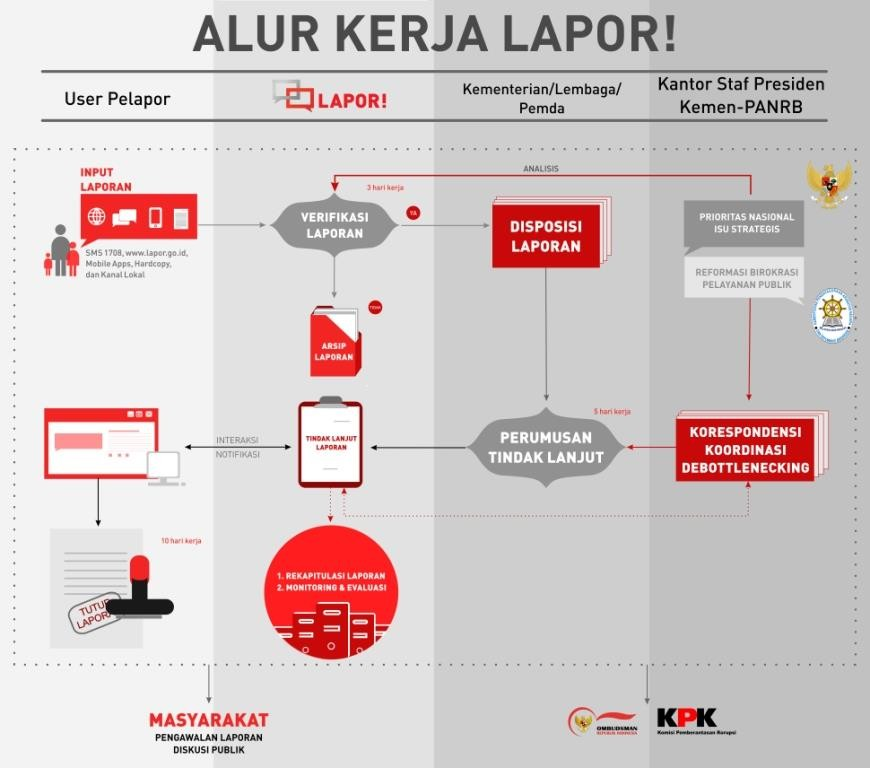 ALUR KERJA LAPOR!
User Pelapor
LAPOR!
Kementerian/Lembaga/
Pemda
Kantor Staf Presiden
Kemen-PANRB
INPUT
LAPORAN
SMS 1708, www.lapor.go.id,
Mobile Apps, Hardcopy,
dan Kanal Lokal
3 hari kerja
VERIFIKASI
LAPORAN
YA
ANALISIS
DISPOSISI
LAPORAN
PRIORITAS NASIONAL
ISU STRATEGIS
REFORMASI BIROKRASI
PELAYANAN PUBLIK
TIDAK
ARSIP
LAPORAN
INTERAKSI
NOTIFIKASI
TINDAK LANJUT
LAPORAN
5 hari kerja
PERUMUSAN
TINDAK LANJUT
KORESPONDENSI
KOORDINASI
DEBOTTLENECKING
10 hari kerja
TUTUP
LAPORAN
1. REKAPITULASI LAPORAN
2. MONITORING & EVALUASI
MASYARAKAT
PENGAWALAN LAPORAN
DISKUSI PUBLIK
OMBUDSMAN
REPUBLIK INDONESIA
KPK
Komisi Pemberantasan Korupsi